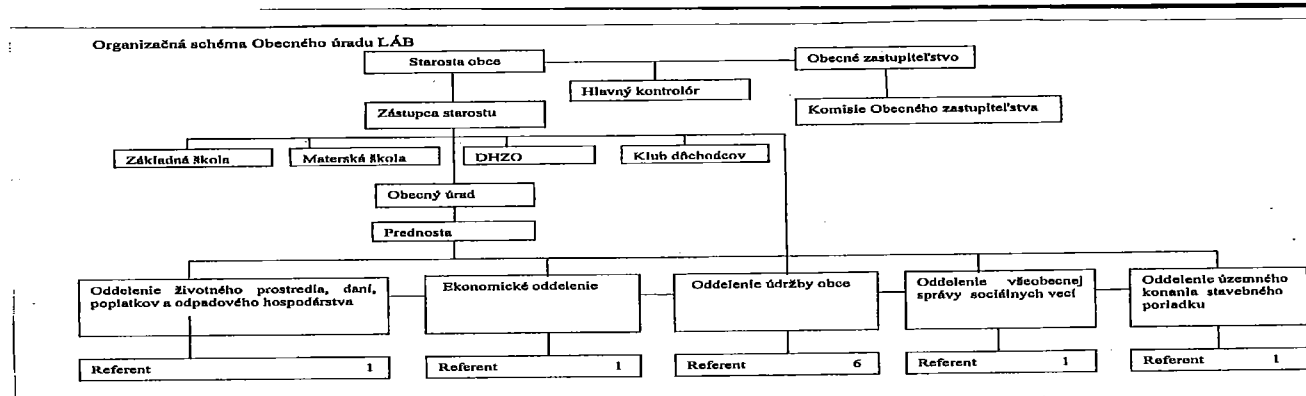 Organizačná schéma Obecného úradu LÁB
Starosta obce
Obecné zastupiteľstvo
Hlavný kontrolór
Zástupca starostu
Komisie Obecného zastupiteľstva
Základná škola
Materská škola
DHZO
Klub dôchodcov
Obecný úrad
Prednosta
Oddelenie životného prostredia, daní,
poplatkov a odpadového hospodárstva
Ekonomické oddelenie
Oddelenie údržby obce
Oddelenie všeobecnej
správy sociálnych vecí
Oddelenie územného
konania stavebného
poriadku
Referent 1
Referent 1
Referent 6
Referent 1
Referent 1